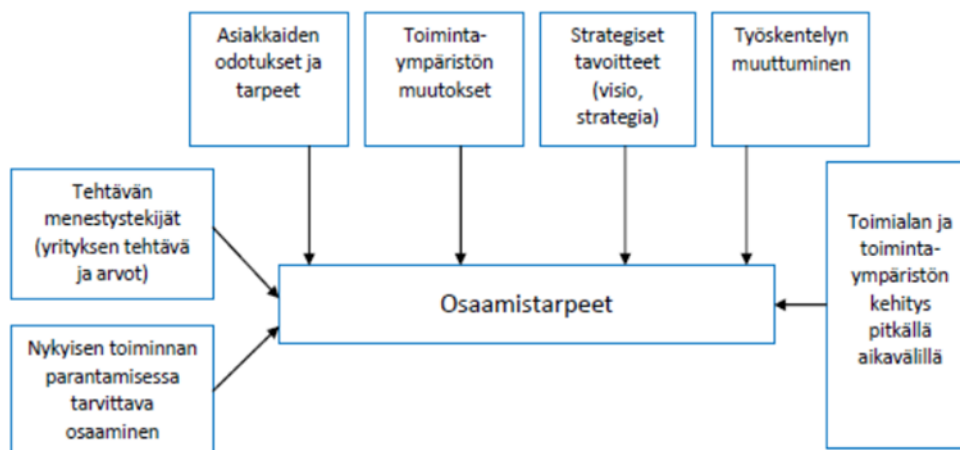 Asiakkaiden
odotukset ja
tarpeet
Toiminta-
ympäristön
muutokset
Strategiset
tavoitteet
(visio,
strategia)
Työskentelyn
muuttuminen
Tehtävän
menestystekijät
(yrityksen tehtävä
ja arvot)
Toimialan ja
toiminta-
ympäristön
kehitys
pitkällä
aikavälillä
Osaamistarpeet
Nykyisen toiminnan
parantamisessa
tarvittava
osaaminen